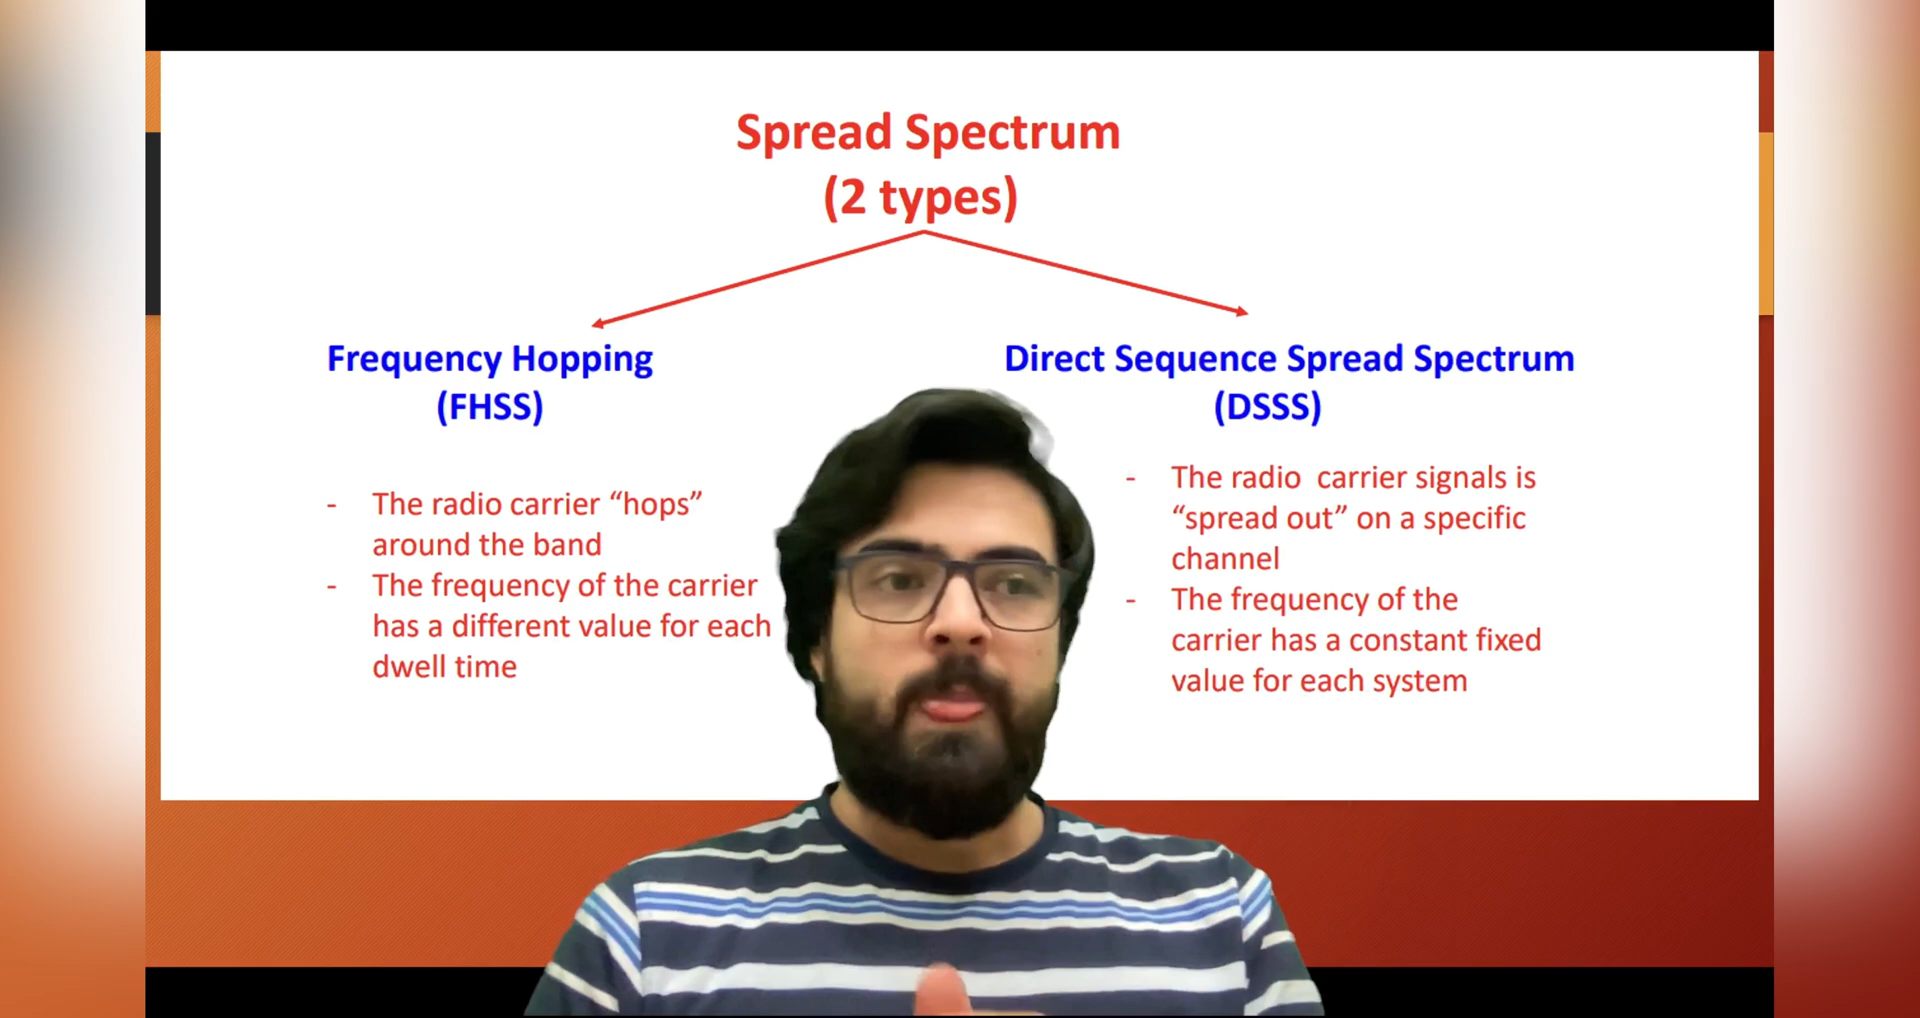 Spread Spectrum
(2 types)
Frequency Hopping
(FHSS)
- The radio carrier “hops”
around the band
- The frequency of the carrier
has a different value for each
dwell time
Direct Sequence Spread Spectrum
(DSSS)
- The radio carrier signals is
“spread out” on a specific
channel
- The frequency of the
carrier has a constant fixed
value for each system